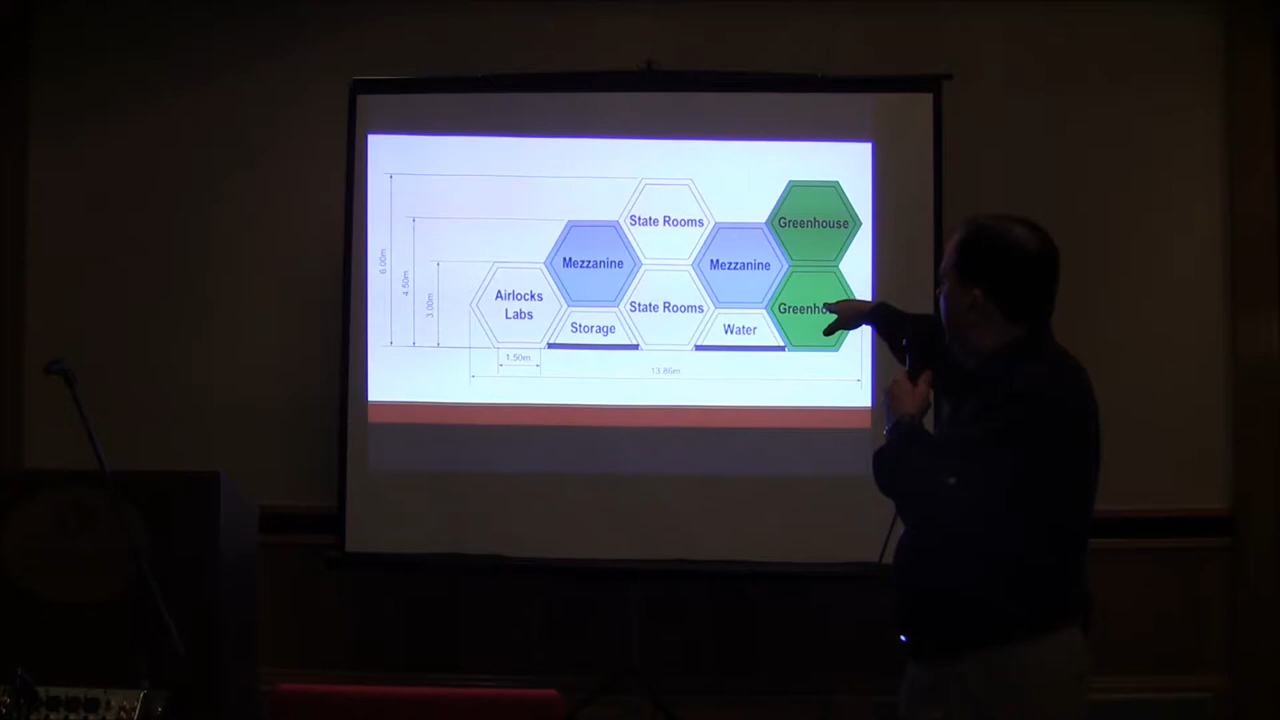 State Rooms
Greenhouse
Mezzanine
Mezzanine
Airlocks
Labs
State Rooms
Greenhou
Storage
Water
6.00m
4.50m
3.00m
1.50m
13.86m